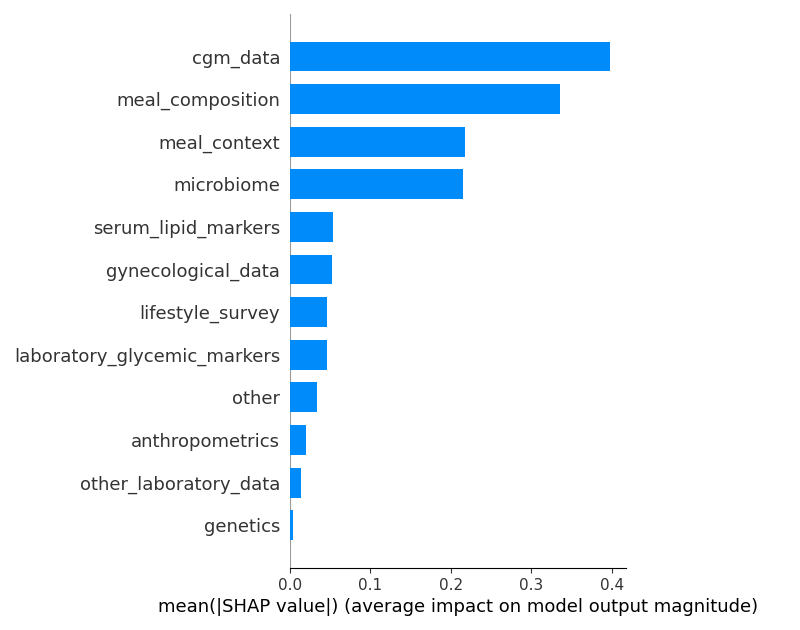 cgm_data
meal_composition
meal_context
microbiome
serum_lipid_markers
gynecological_data
lifestyle_survey
laboratory_glycemic_markers
other
anthropometrics
other_laboratory_data
genetics
0.0 0.1 0.2 0.3 0.4
mean(|SHAP value|) (average impact on model output magnitude)